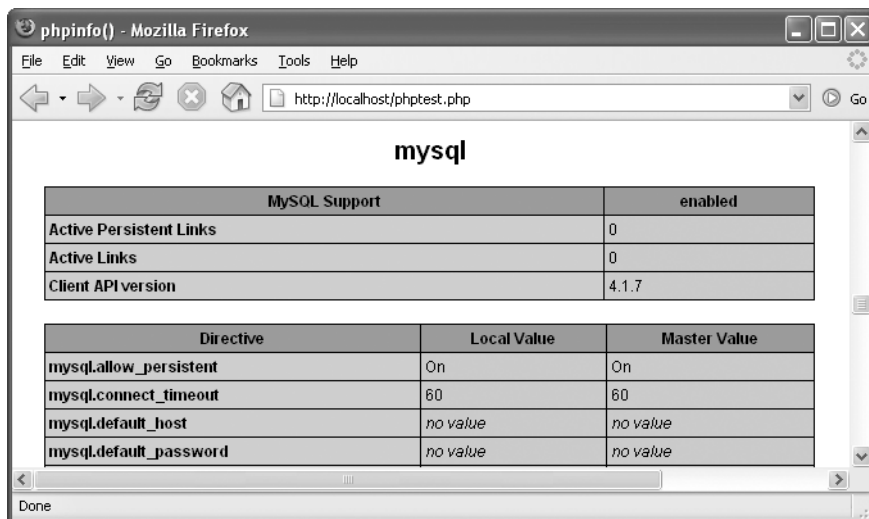 phpinfo() - Mozilla Firefox
File Edit View Go Bookmarks Tools Help
http://localhost/phptest.php Go
mysql
MySQL Support enabled
Active Persistent Links 0
Active Links 0
Client API version 4.1.7
Directive Local Value Master Value
mysql.allow_persistent On On
mysql.connect_timeout 60 60
mysql.default_host no value no value
mysql.default_password no value no value
Done